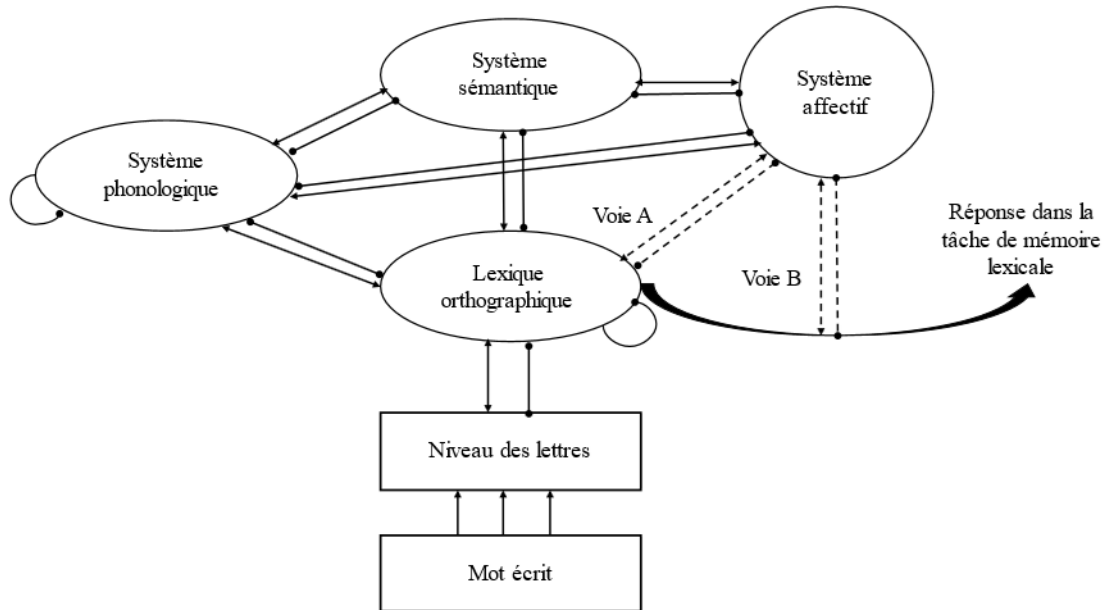 Système
sémantique
Système
affectif
Système
phonologique
Voie A
Réponse dans la
tâche de mémoire
lexicale
Voie B
Lexique
orthographique
Niveau des lettres
Mot écrit